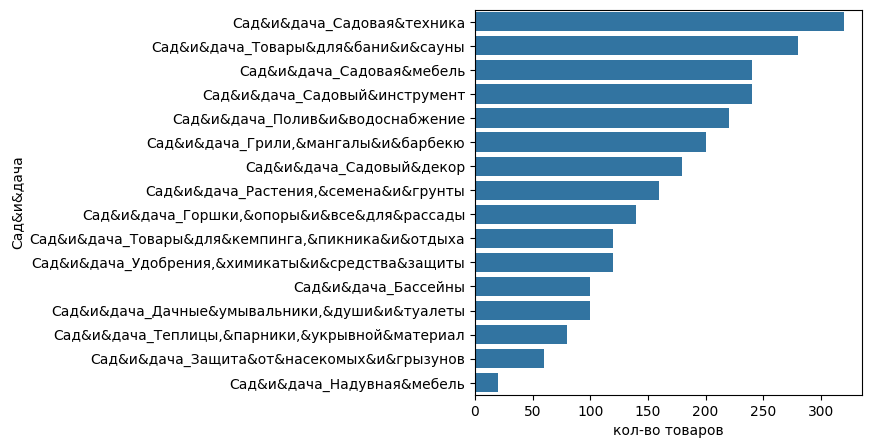 Сад&и&дача_Садовая&техника
Сад&и&дача_Товары&для&бани&и&сауны
Сад&и&дача_Садовая&мебель
Сад&и&дача_Садовый&инструмент
Сад&и&дача_Полив&и&водоснабжение
Сад&и&дача_Грили,&мангалы&и&барбекю
Сад&и&дача_Садовый&декор
Сад&и&дача_Растения,&семена&и&грунты
Сад&и&дача_Горшки,&опоры&и&все&для&рассады
Сад&и&дача_Товары&для&кемпинга,&пикника&и&отдыха
Сад&и&дача_Удобрения,&химикаты&и&средства&защиты
Сад&и&дача_Бассейны
Сад&и&дача_Дачные&умывальники,&души&и&туалеты
Сад&и&дача_Теплицы,&парники,&укрывной&материал
Сад&и&дача_Защита&от&насекомых&и&грызунов
Сад&и&дача_Надувная&мебель
Сад&и&дача
0 50 100 150 200 250 300
кол-во товаров